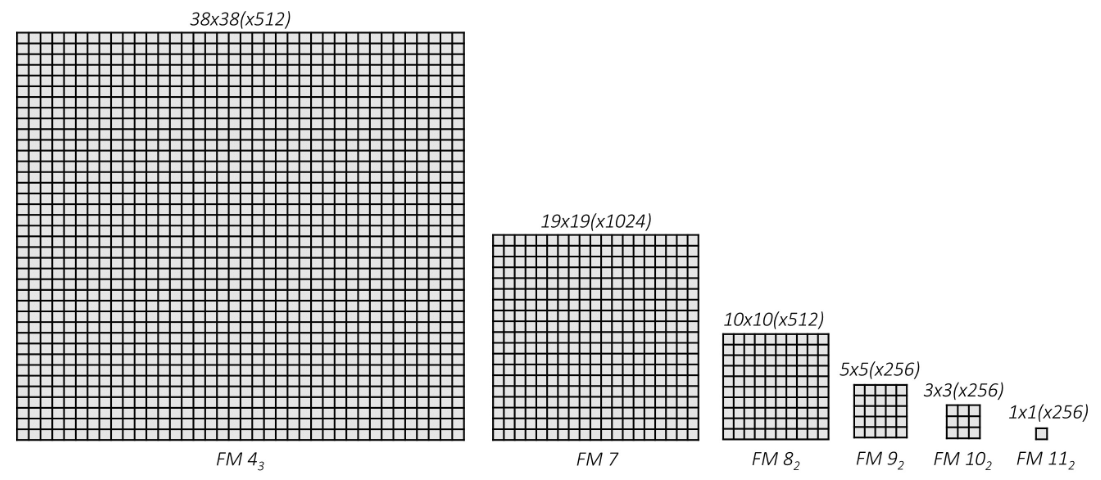 38x38(x512)
19x19(x1024)
10x10(x512)
5x5(x256)
3x3(x256)
1x1(x256)
FM 4₃
FM 7
FM 8₂
FM 9₂
FM 10₂
FM 11₂